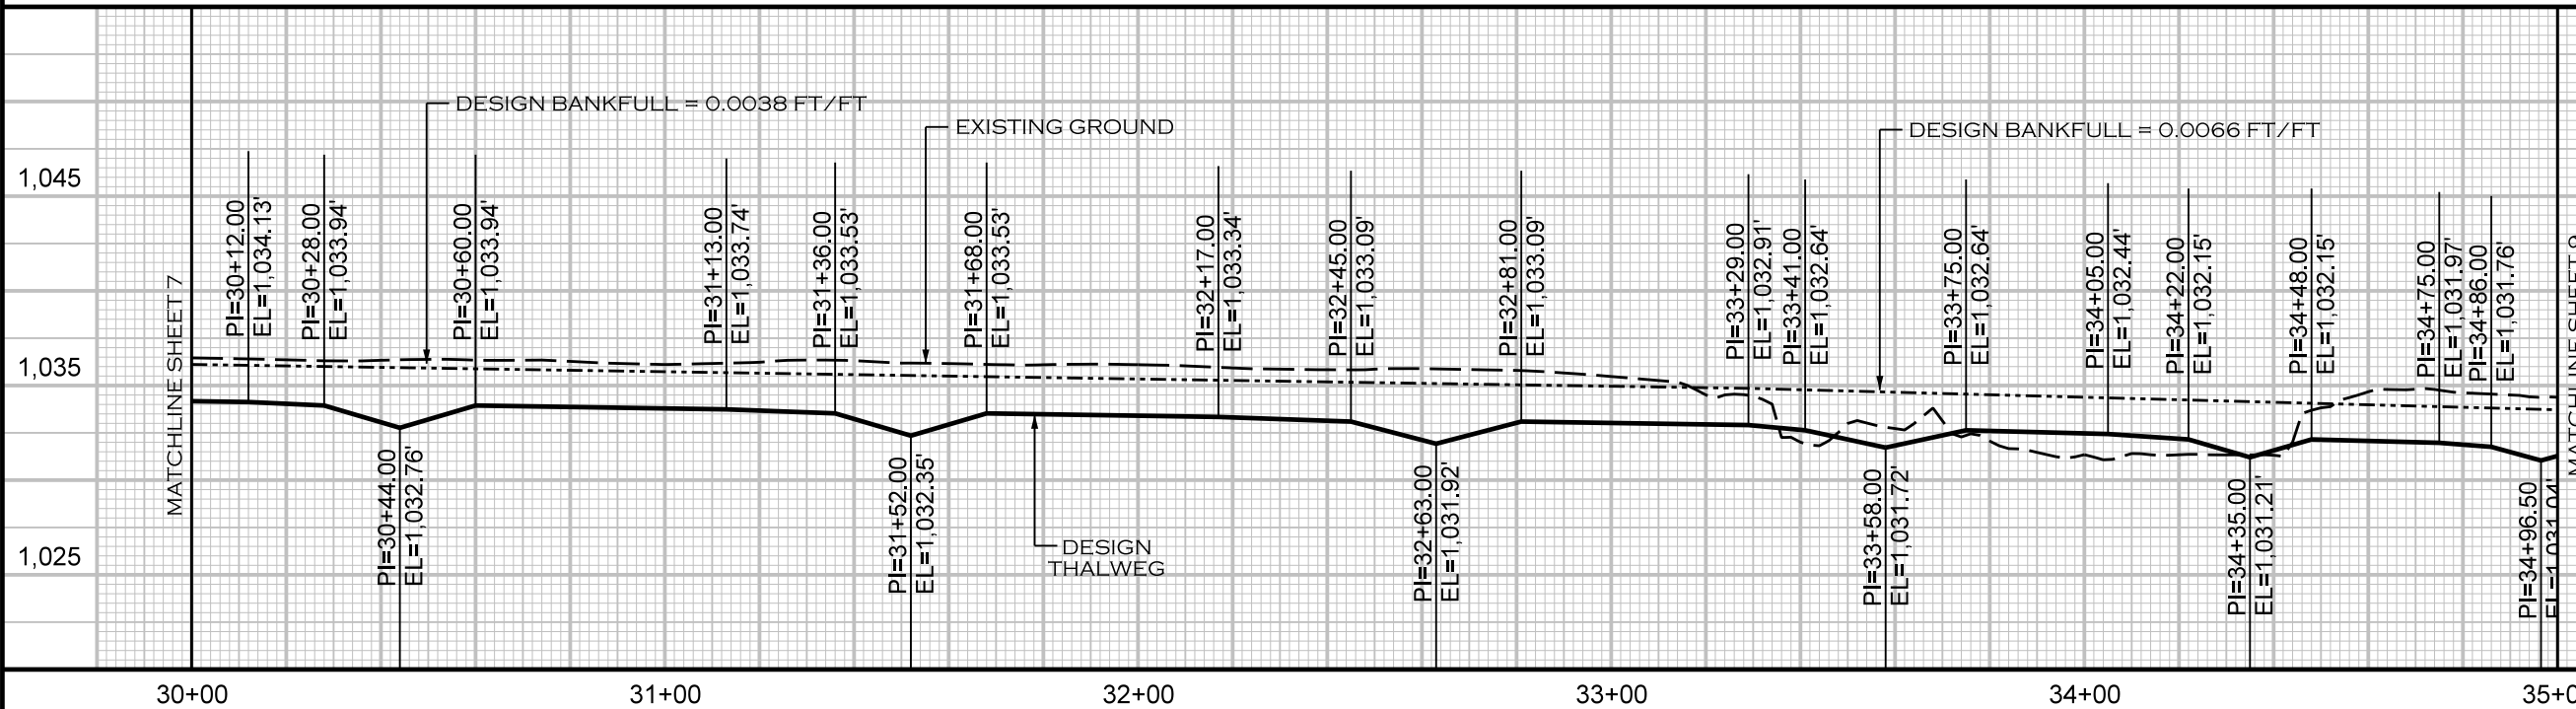 DESIGN BANKFULL = 0.0038 FT/FT
EXISTING GROUND
DESIGN BANKFULL = 0.0066 FT/FT
1,045
1,035
1,025
MATCHLINE SHEET 7
PI=30+12.00
EL=1,034.13'
PI=30+28.00
EL=1,033.94'
PI=30+60.00
EL=1,033.94'
PI=31+13.00
EL=1,033.74'
PI=31+36.00
EL=1,033.53'
PI=31+68.00
EL=1,033.53'
PI=32+17.00
EL=1,033.34'
PI=32+45.00
EL=1,033.09'
PI=32+81.00
EL=1,033.09'
PI=33+29.00
EL=1,032.91'
PI=33+41.00
EL=1,032.64'
PI=33+75.00
EL=1,032.64'
PI=34+05.00
EL=1,032.44'
PI=34+22.00
EL=1,032.15'
PI=34+48.00
EL=1,032.15'
PI=34+75.00
EL=1,031.97'
PI=34+86.00
EL=1,031.76'
PI=30+44.00
EL=1,032.76'
PI=31+52.00
EL=1,032.35'
DESIGN
THALWEG
PI=32+63.00
EL=1,031.92'
PI=33+58.00
EL=1,031.72'
PI=34+35.00
EL=1,031.21'
PI=34+96.50
EL=1,031.04'
MATCHLINE SHEET
30+00
31+00
32+00
33+00
34+00
35+0